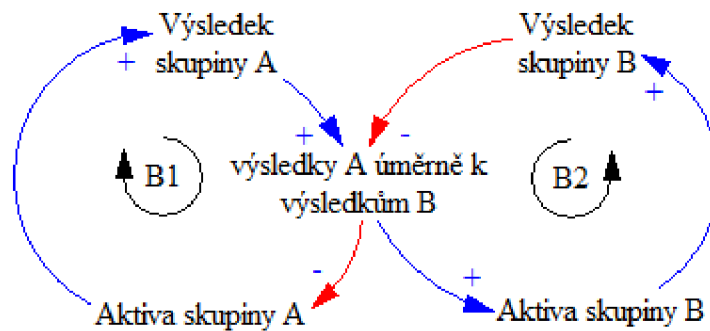 Výsledek
skupiny A
+
Výsledek
skupiny B
+
+
-
B1
výsledky A úměrně k
výsledkům B
B2
-
+
Aktiva skupiny A
Aktiva skupiny B